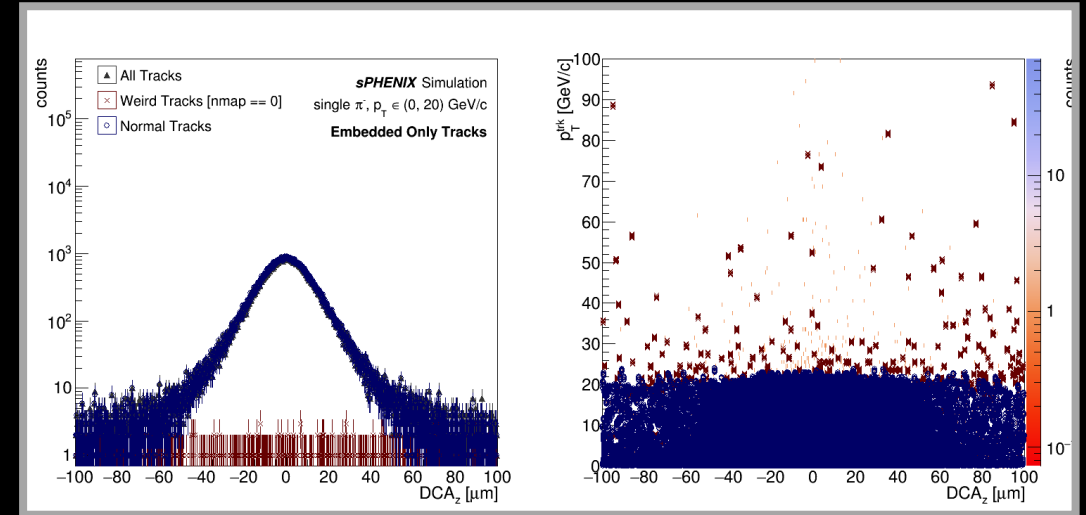 counts
All Tracks
Weird Tracks [nmap == 0]
Normal Tracks
sPHENIX Simulation
single π⁻, p_T ∈ (0, 20) GeV/c
Embedded Only Tracks
10⁵
10⁴
10³
10²
10
1
−100 −80 −60 −40 −20 0 20 40 60 80 100
DCA_z [μm]
p_T^trk [GeV/c]
100
90
80
70
60
50
40
30
20
10
0
−100 −80 −60 −40 −20 0 20 40 60 80 100
DCA_z [μm]
counts
10
1
10⁻